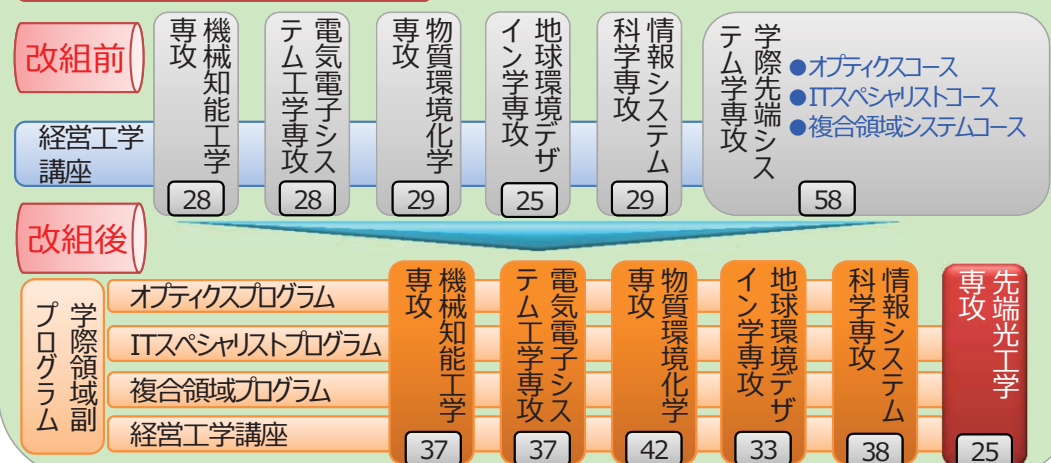 改組前
機械知能工学
専攻
電気電子シス
テム工学専攻
物質環境化学
専攻
地球環境デザ
イン学専攻
情報システム
科学専攻
学際先端シス
テム学専攻
●オプティクスコース
●ITスペシャリストコース
●複合領域システムコース
経営工学
講座
28
28
29
25
29
58
改組後
学際領域副
プログラム
オプティクスプログラム
ITスペシャリストプログラム
複合領域プログラム
経営工学講座
機械知能工学
専攻
電気電子シス
テム工学専攻
物質環境化学
専攻
地球環境デザ
イン学専攻
情報システム
科学専攻
先端光工学
専攻
37
37
42
33
38
25